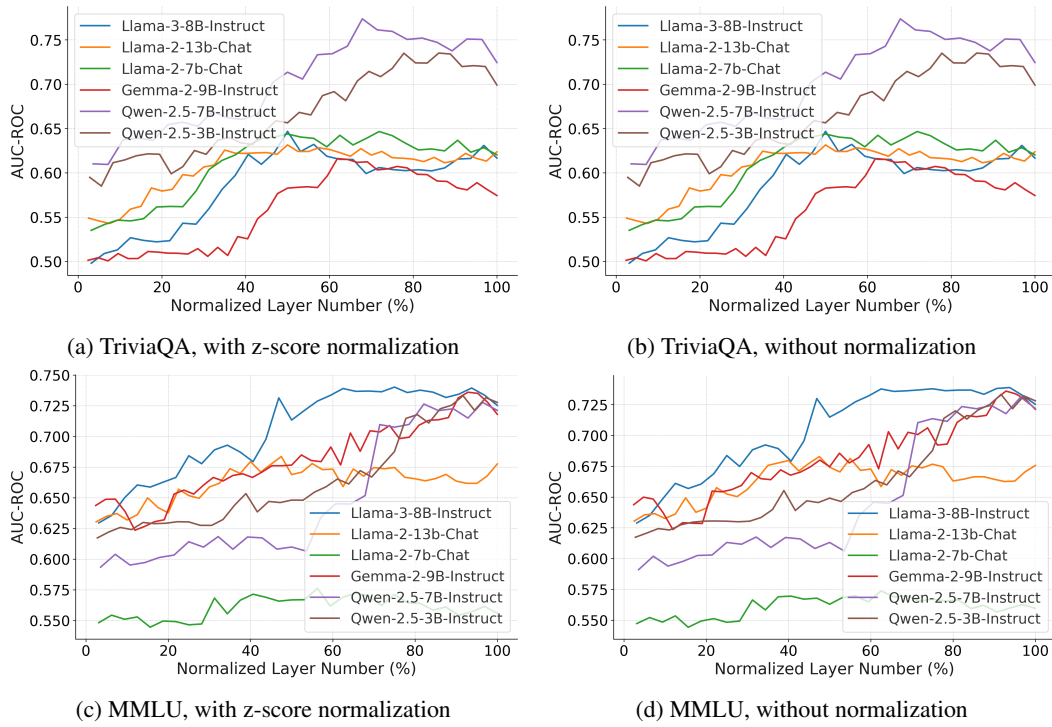 AUC-ROC
0.75
0.70
0.65
0.60
0.55
0.50
Llama-3-8B-Instruct
Llama-2-13b-Chat
Llama-2-7b-Chat
Gemma-2-9B-Instruct
Qwen-2.5-7B-Instruct
Qwen-2.5-3B-Instruct
0 20 40 60 80 100
Normalized Layer Number (%)
(a) TriviaQA, with z-score normalization
AUC-ROC
0.75
0.70
0.65
0.60
0.55
0.50
Llama-3-8B-Instruct
Llama-2-13b-Chat
Llama-2-7b-Chat
Gemma-2-9B-Instruct
Qwen-2.5-7B-Instruct
Qwen-2.5-3B-Instruct
0 20 40 60 80 100
Normalized Layer Number (%)
(b) TriviaQA, without normalization
AUC-ROC
0.750
0.725
0.700
0.675
0.650
0.625
0.600
0.575
0.550
Llama-3-8B-Instruct
Llama-2-13b-Chat
Llama-2-7b-Chat
Gemma-2-9B-Instruct
Qwen-2.5-7B-Instruct
Qwen-2.5-3B-Instruct
0 20 40 60 80 100
Normalized Layer Number (%)
(c) MMLU, with z-score normalization
AUC-ROC
0.750
0.725
0.700
0.675
0.650
0.625
0.600
0.575
0.550
Llama-3-8B-Instruct
Llama-2-13b-Chat
Llama-2-7b-Chat
Gemma-2-9B-Instruct
Qwen-2.5-7B-Instruct
Qwen-2.5-3B-Instruct
0 20 40 60 80 100
Normalized Layer Number (%)
(d) MMLU, without normalization